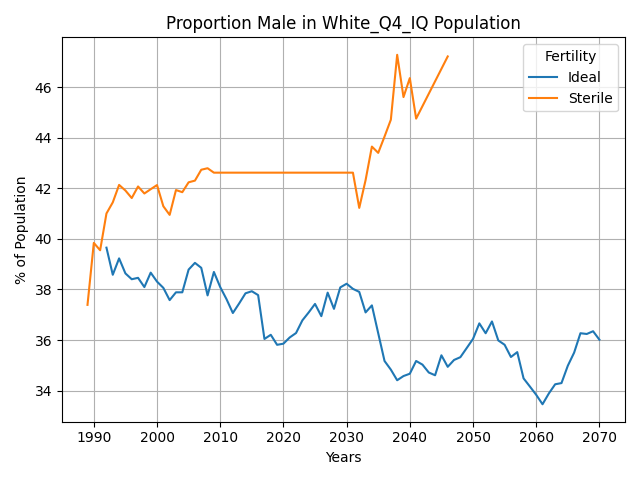 Proportion Male in White_Q4_IQ Population
% of Population
46
44
42
40
38
36
34
Fertility
Ideal
Sterile
1990 2000 2010 2020 2030 2040 2050 2060 2070
Years